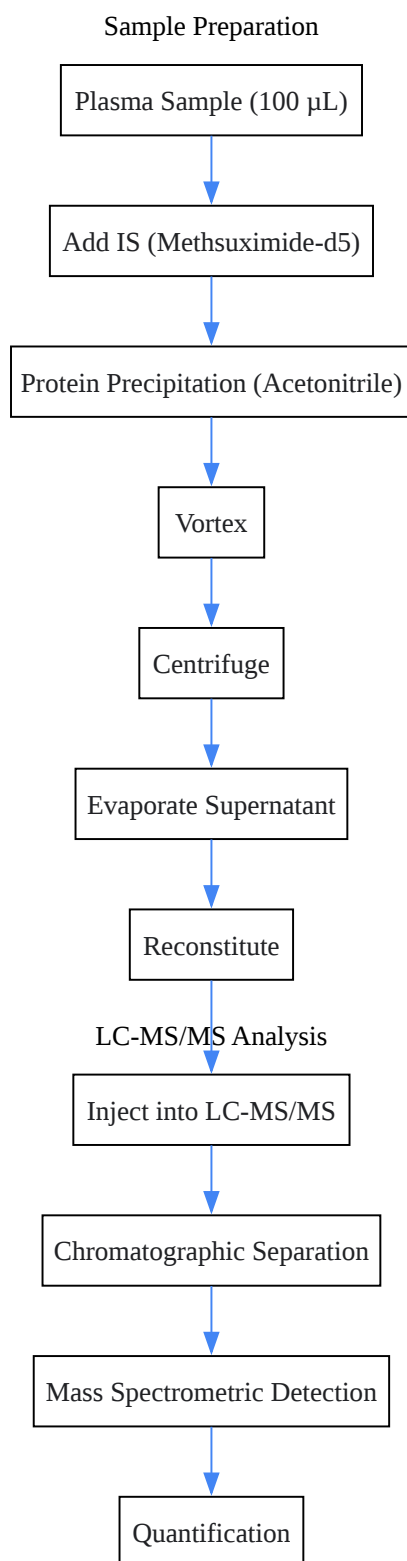 Sample Preparation
Plasma Sample (100 µL)
Add IS (Methsuximide-d5)
Protein Precipitation (Acetonitrile)
Vortex
Centrifuge
Evaporate Supernatant
Reconstitute
LC-MS/MS Analysis
Inject into LC-MS/MS
Chromatographic Separation
Mass Spectrometric Detection
Quantification